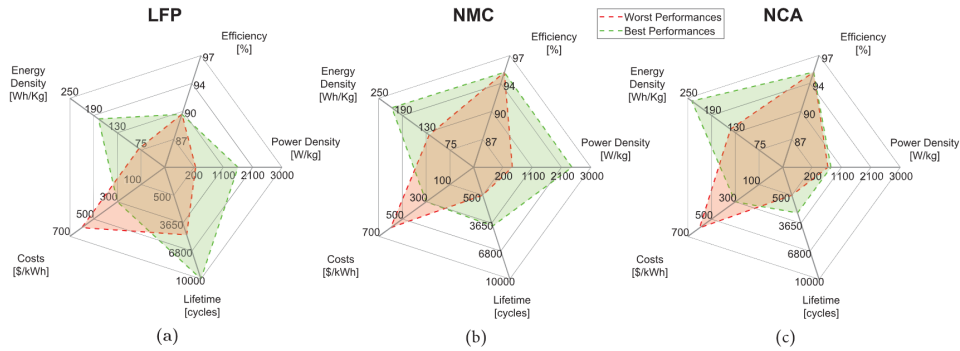 LFP
NMC
NCA
Worst Performances
Best Performances
Efficiency
[%]
97
94
90
87
Energy
Density
[Wh/Kg]
250
190
130
75
Power Density
[W/kg]
200
1100
2100
3000
100
300
500
700
Costs
[$/kWh]
500
3650
6800
10000
Lifetime
[cycles]
(a)
Efficiency
[%]
97
94
90
87
Energy
Density
[Wh/Kg]
250
190
130
75
Power Density
[W/kg]
200
1100
2100
3000
100
300
500
700
Costs
[$/kWh]
500
3650
6800
10000
Lifetime
[cycles]
(b)
Efficiency
[%]
97
94
90
87
Energy
Density
[Wh/Kg]
250
190
130
75
Power Density
[W/kg]
200
1100
2100
3000
100
300
500
700
Costs
[$/kWh]
500
3650
6800
10000
Lifetime
[cycles]
(c)